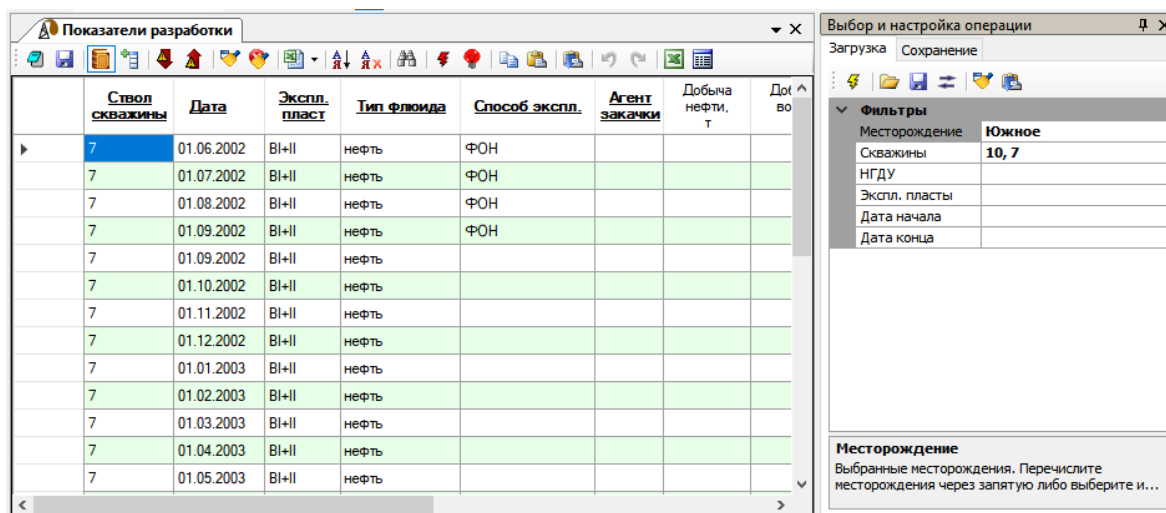 Показатели разработки
Ствол скважины Дата Экспл. пласт Тип флюида Способ экспл. Агент закачки Добыча нефти, т
7 01.06.2002 BI+II нефть ФОН
7 01.07.2002 BI+II нефть ФОН
7 01.08.2002 BI+II нефть ФОН
7 01.09.2002 BI+II нефть ФОН
7 01.09.2002 BI+II нефть
7 01.10.2002 BI+II нефть
7 01.11.2002 BI+II нефть
7 01.12.2002 BI+II нефть
7 01.01.2003 BI+II нефть
7 01.02.2003 BI+II нефть
7 01.03.2003 BI+II нефть
7 01.04.2003 BI+II нефть
7 01.05.2003 BI+II нефть
Выбор и настройка операции
Загрузка Сохранение
Фильтры
Месторождение Южное
Скважины 10, 7
НГДУ
Экспл. пласты
Дата начала
Дата конца
Месторождение
Выбранные месторождения. Перечислите
месторождения через запятую либо выберите и...